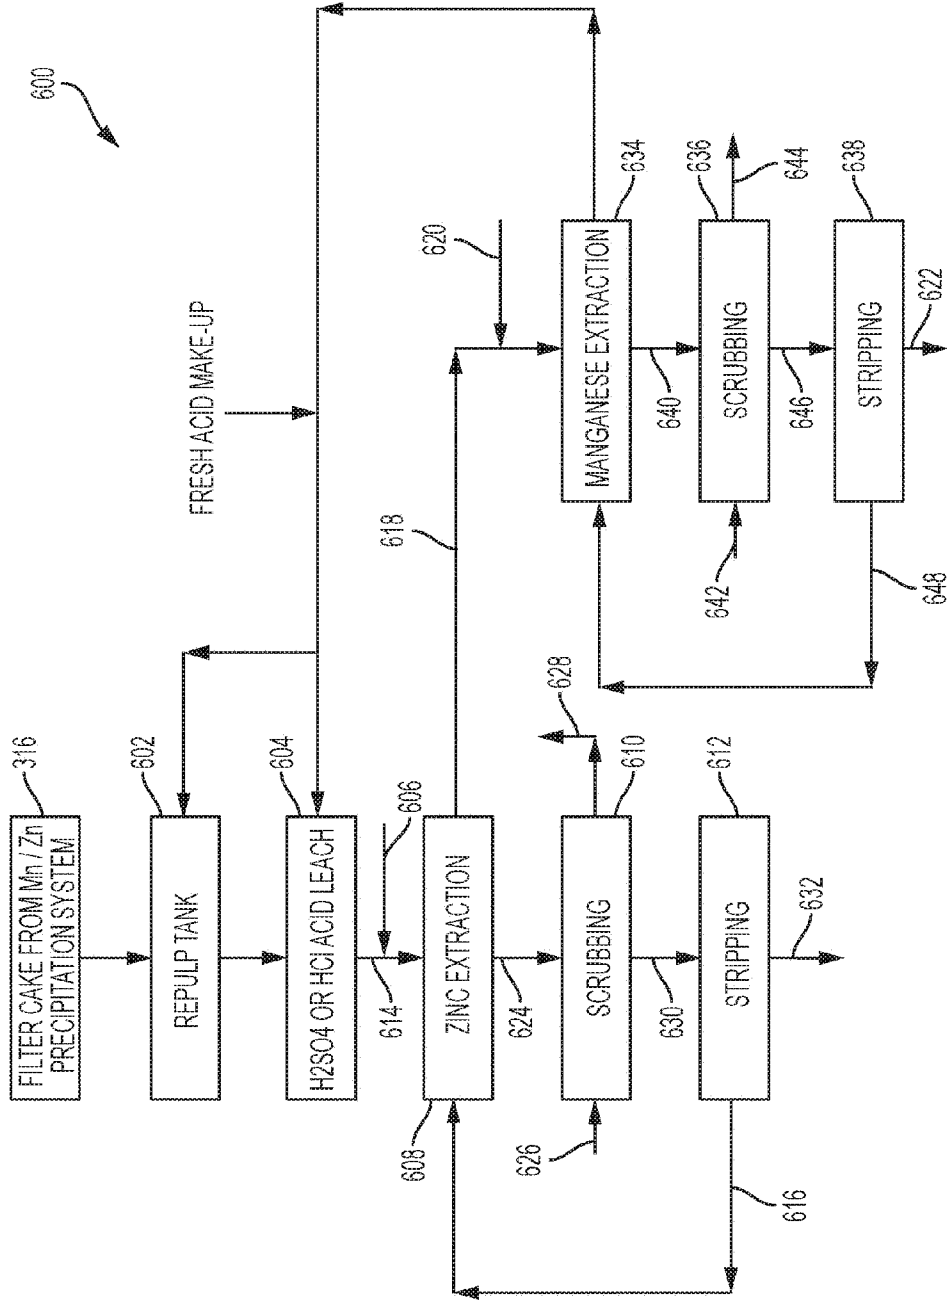 600
FILTER CAKE FROM Mn / Zn
PRECIPITATION SYSTEM
316
REPULP TANK
602
H2SO4 OR HCl ACID LEACH
604
FRESH ACID MAKE-UP
614
606
ZINC EXTRACTION
608
618
620
624
SCRUBBING
610
626
628
630
STRIPPING
612
616
632
MANGANESE EXTRACTION
634
640
SCRUBBING
636
642
644
646
STRIPPING
638
648
622